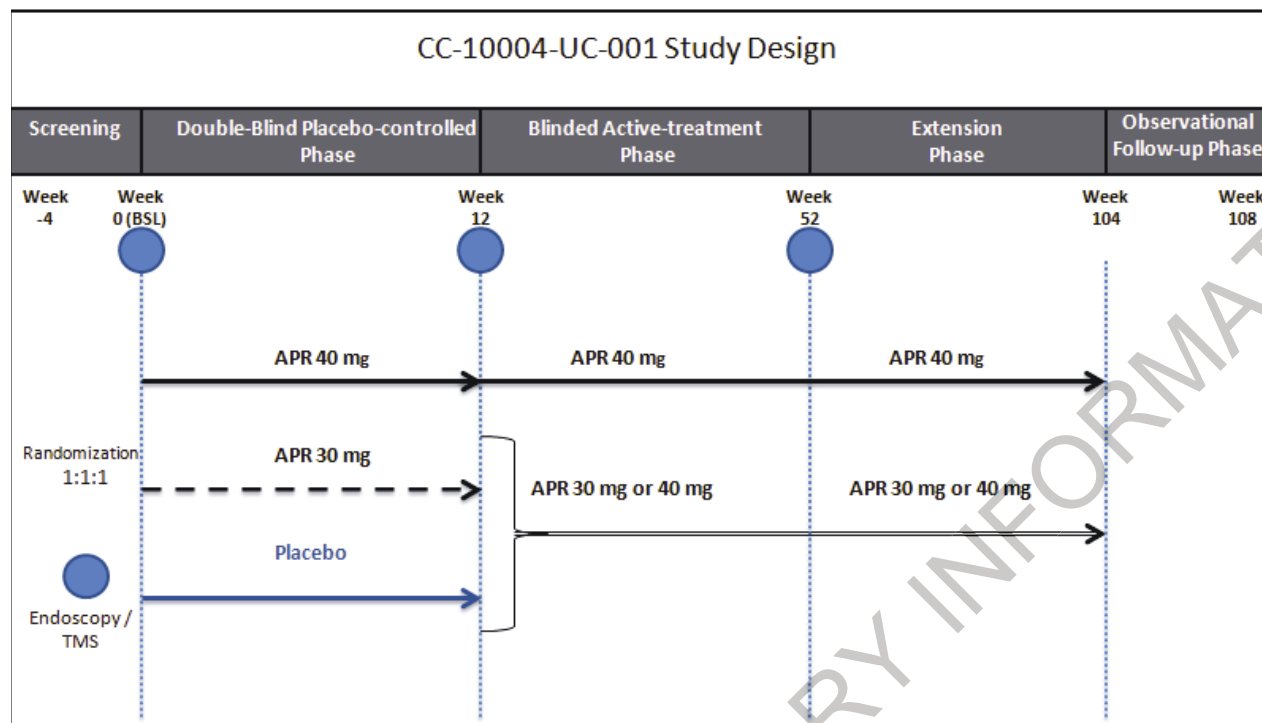 CC-10004-UC-001 Study Design
Screening
Double-Blind Placebo-controlled
Phase
Blinded Active-treatment
Phase
Extension
Phase
Observational
Follow-up Phase
Week
-4
Week
0 (BSL)
Week
12
Week
52
Week
104
Week
108
APR 40 mg
APR 40 mg
APR 40 mg
Randomization
1:1:1
APR 30 mg
APR 30 mg or 40 mg
APR 30 mg or 40 mg
Placebo
Endoscopy /
TMS
RY INFORMAT